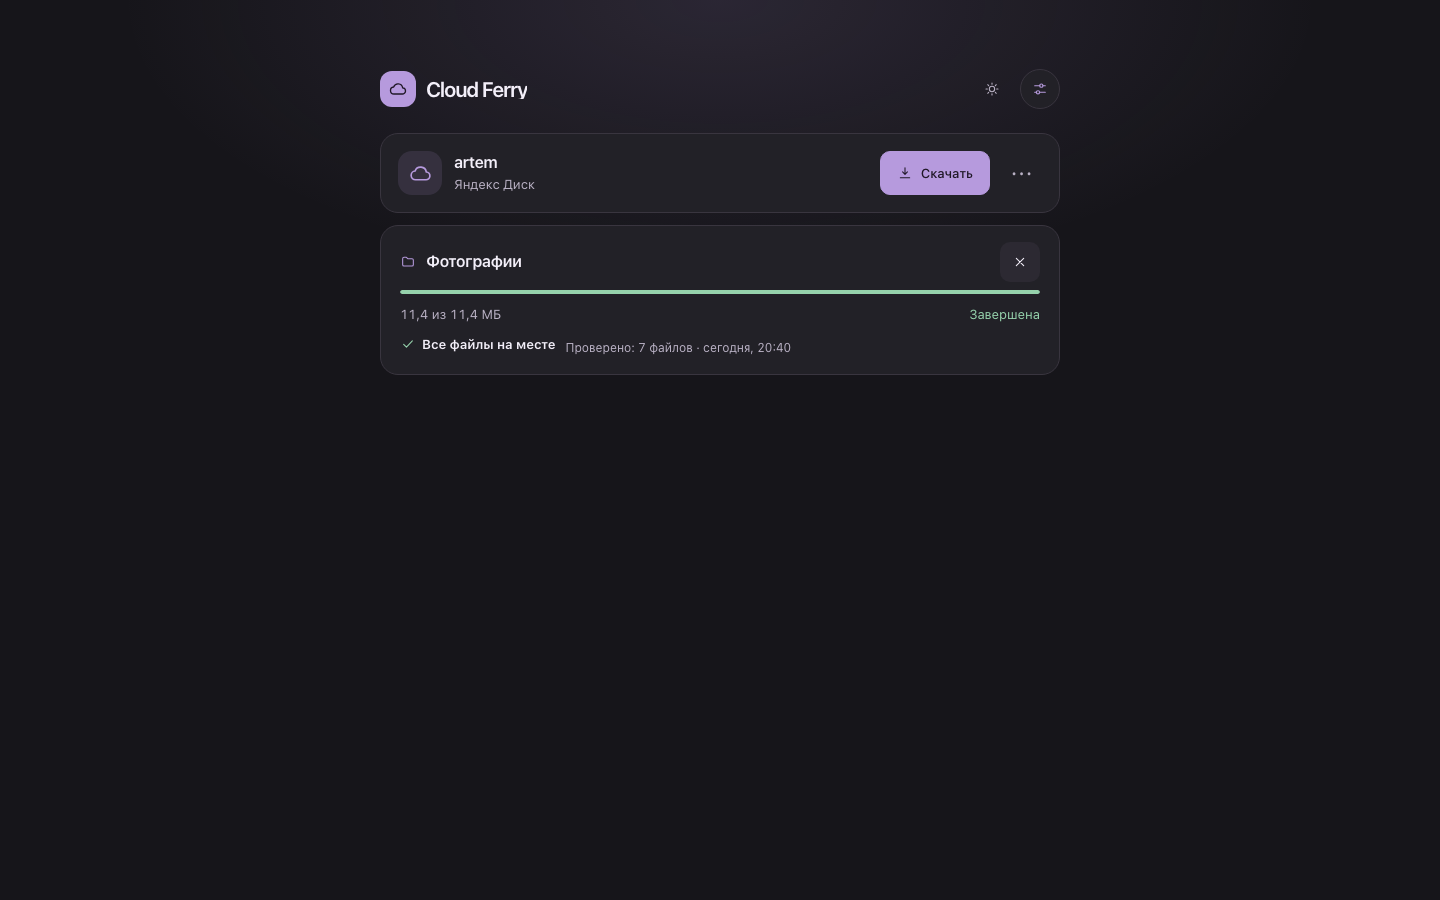 Cloud Ferry
artem
Яндекс Диск
Скачать
Фотографии
11,4 из 11,4 МБ
Завершена
Все файлы на месте Проверено: 7 файлов · сегодня, 20:40